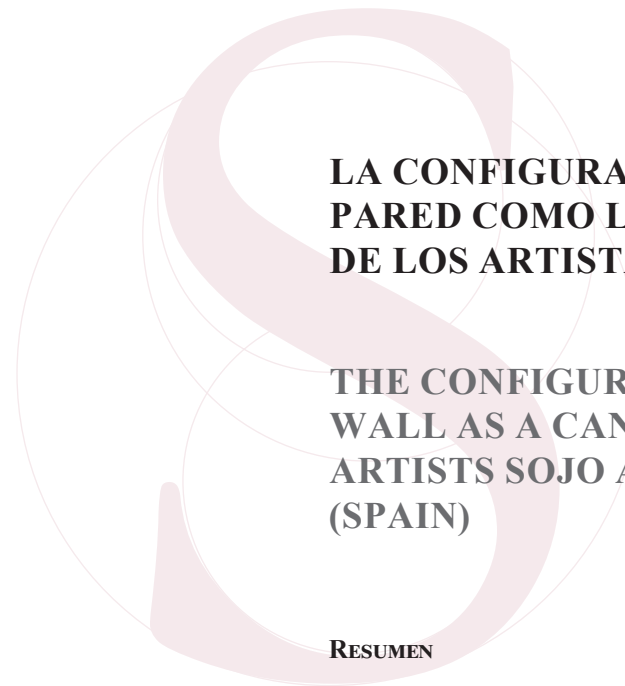 LA CONFIGURA
PARED COMO L
DE LOS ARTIST
THE CONFIGUR
WALL AS A CAN
ARTISTS SOJO
(SPAIN)
Resumen